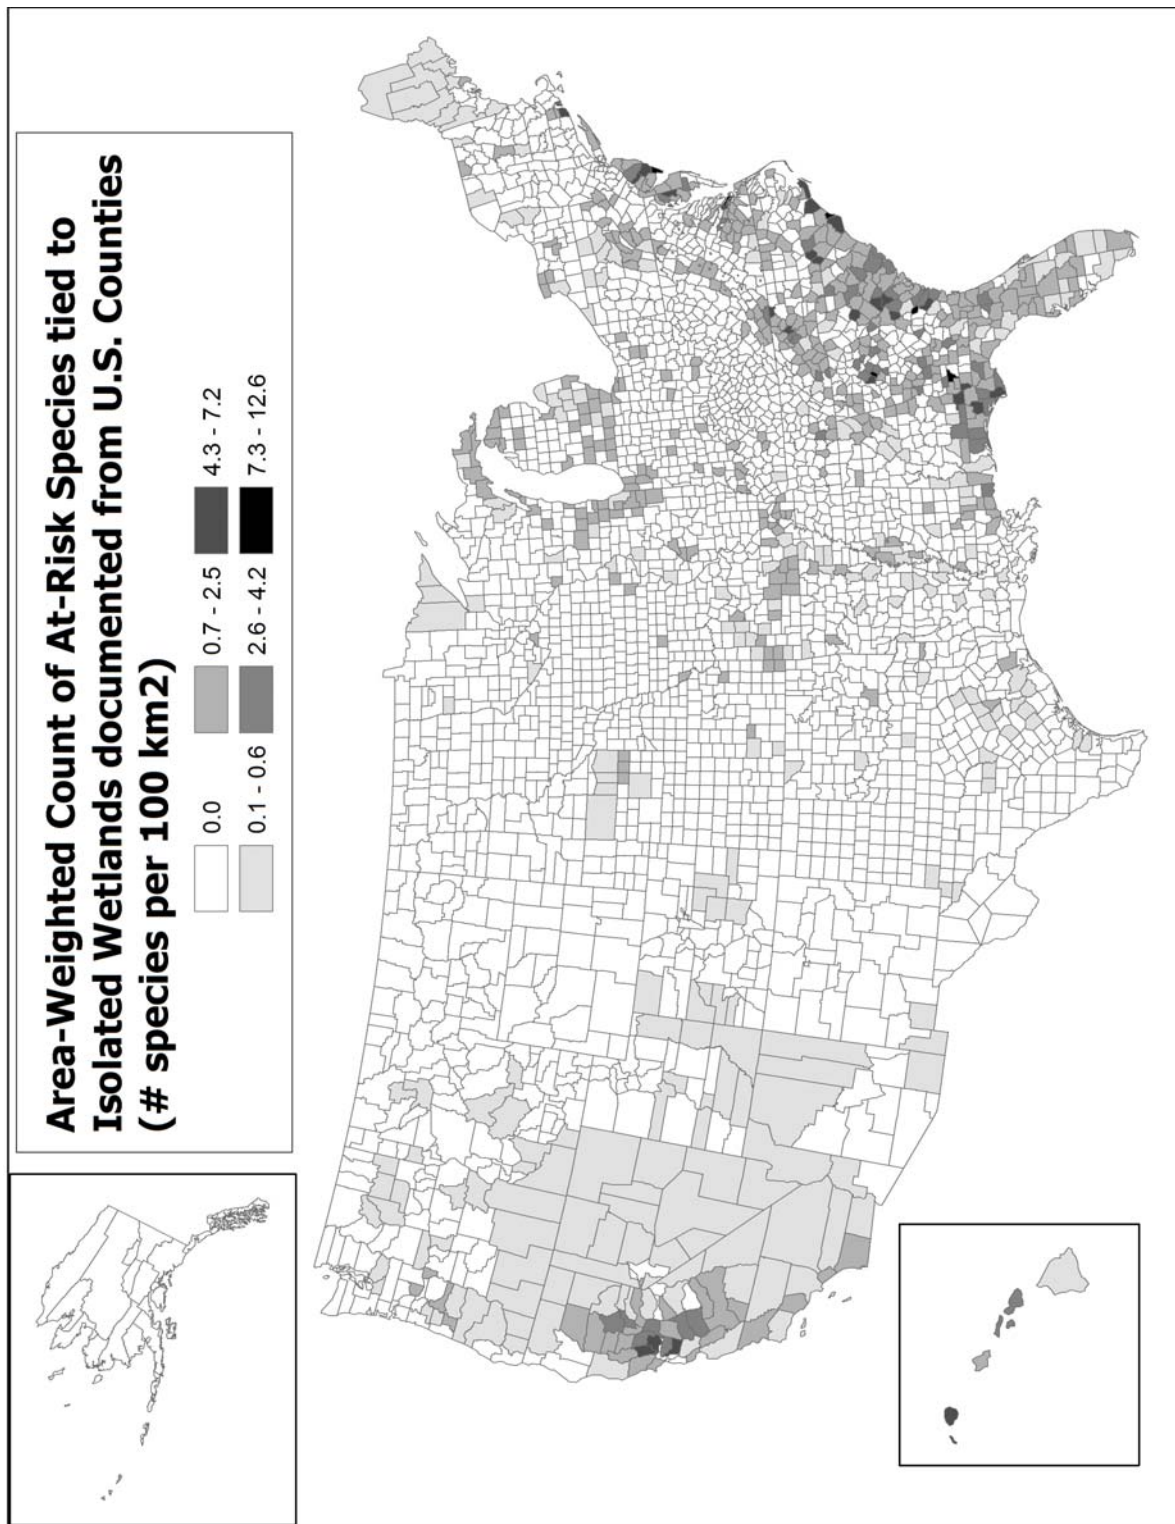 Area-Weighted Count of At-Risk Species tied to
Isolated Wetlands documented from U.S. Counties
(# species per 100 km2)
0.0 0.7 - 2.5 4.3 - 7.2
0.1 - 0.6 2.6 - 4.2 7.3 - 12.6